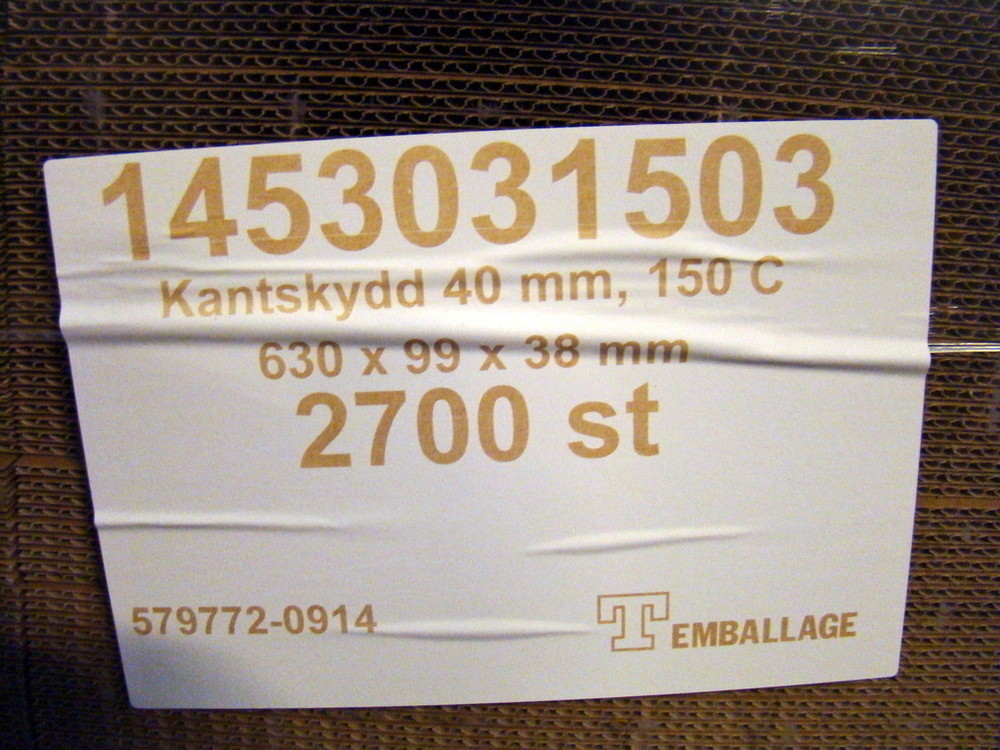 1453031503
Kantskydd 40 mm, 150 C
630 x 99 x 38 mm
2700 st
579772-0914
T EMBALLAGE